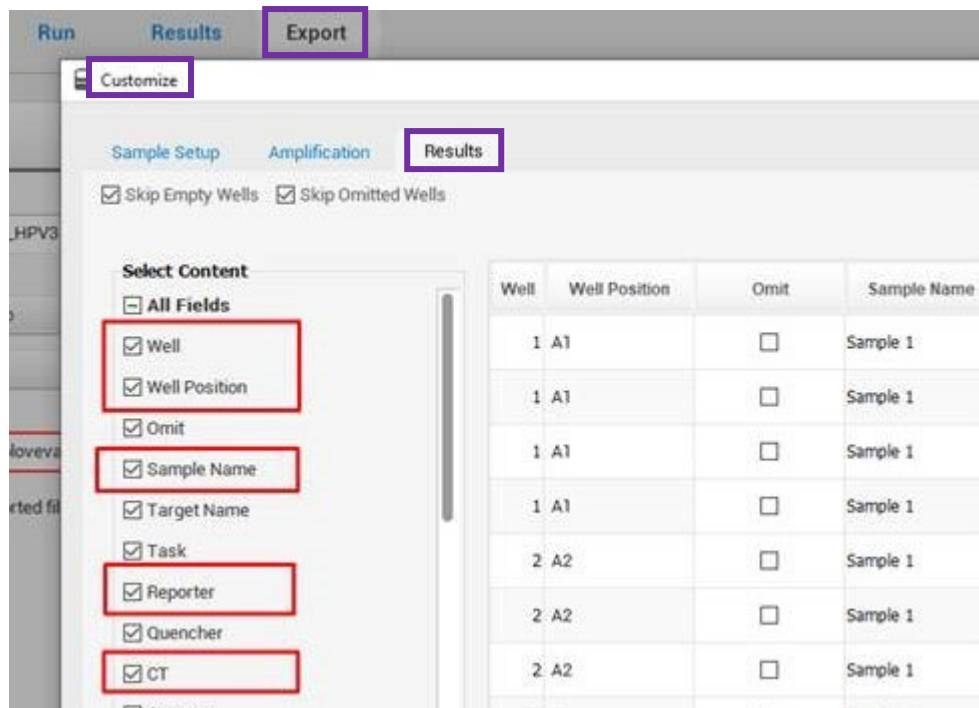 Run Results Export
Customize
Sample Setup Amplification Results
Skip Empty Wells Skip Omitted Wells
_HPV3
Select Content
All Fields
Well
Well Position
Omit
Sample Name
Target Name
Task
Reporter
Quencher
CT
loveva
rted fil
Well Well Position Omit Sample Name
1 A1 Sample 1
1 A1 Sample 1
1 A1 Sample 1
1 A1 Sample 1
2 A2 Sample 1
2 A2 Sample 1
2 A2 Sample 1